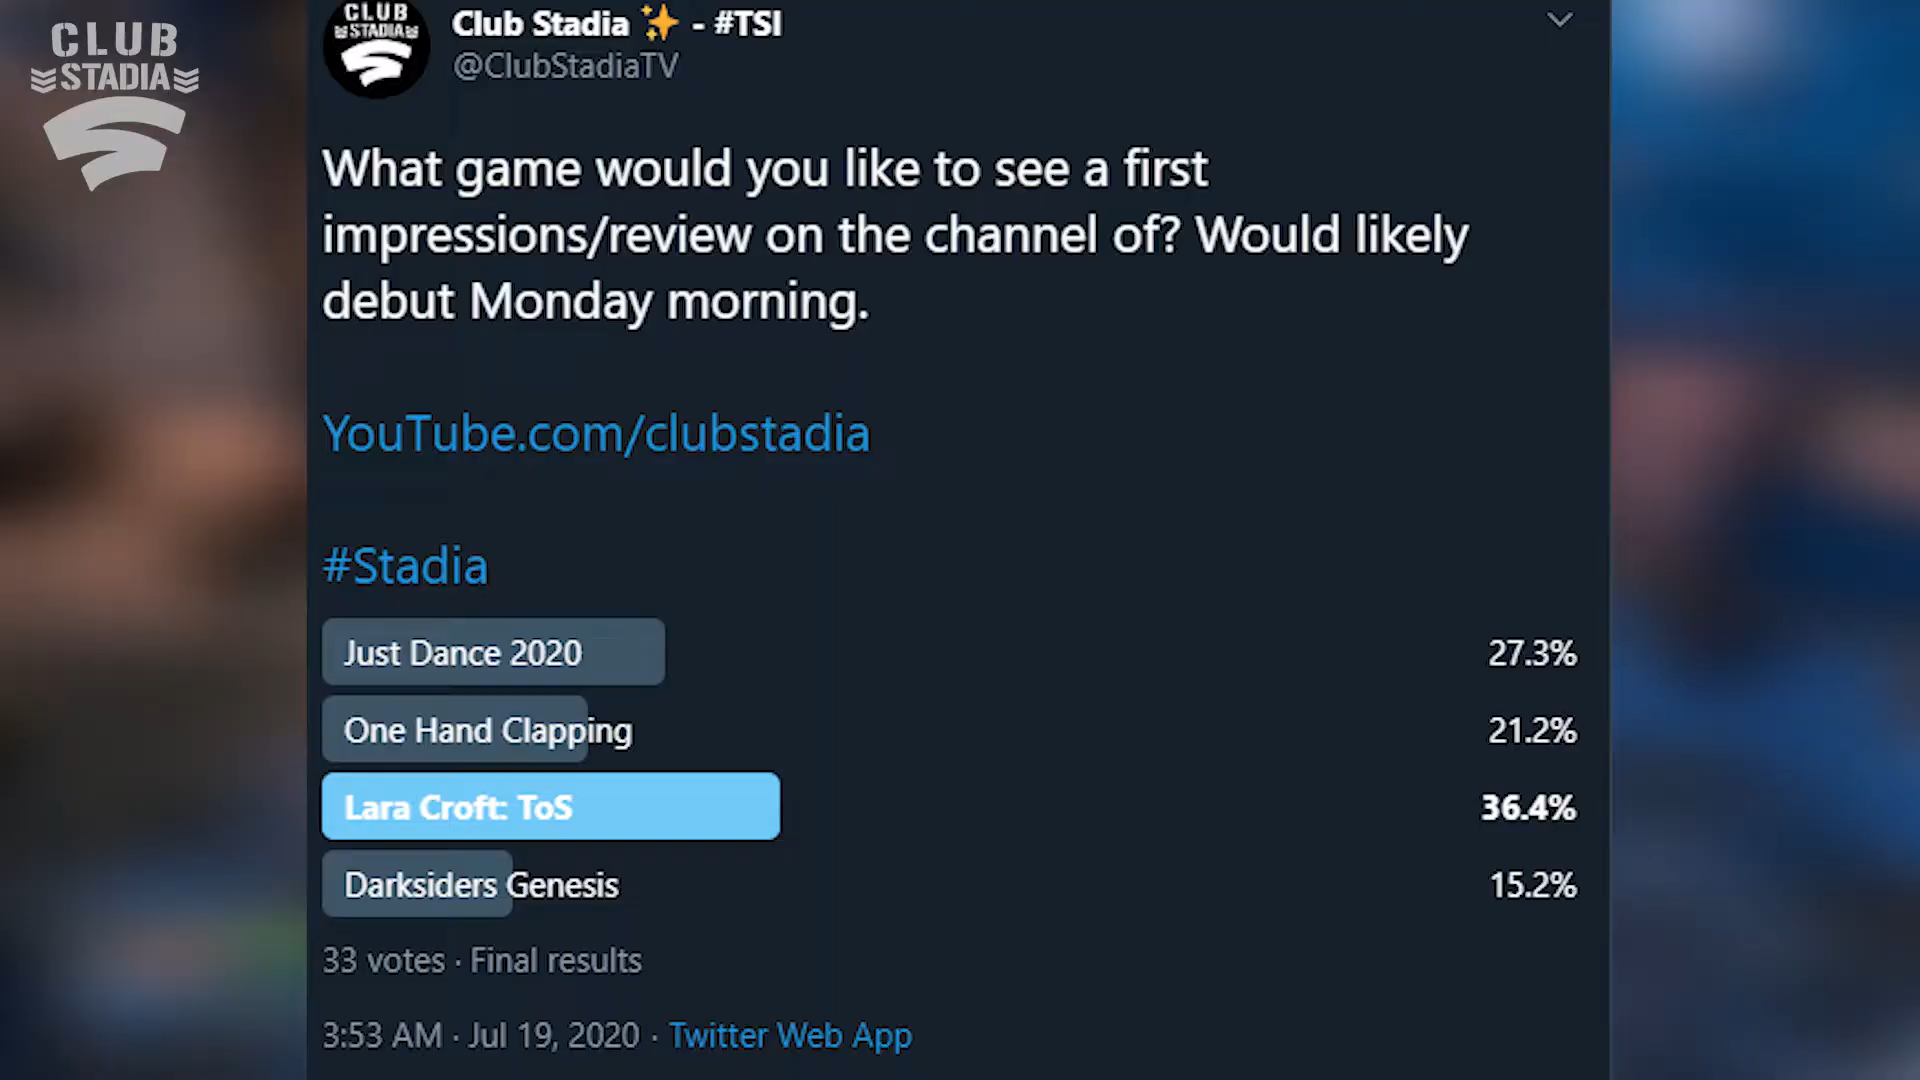 CLUB
STADIA
CLUB
STADIA
Club Stadia ✨ - #TSI
@ClubStadiaTV
What game would you like to see a first
impressions/review on the channel of? Would likely
debut Monday morning.
YouTube.com/clubstadia
#Stadia
Just Dance 2020 27.3%
One Hand Clapping 21.2%
Lara Croft: ToS 36.4%
Darksiders Genesis 15.2%
33 votes · Final results
3:53 AM · Jul 19, 2020 · Twitter Web App